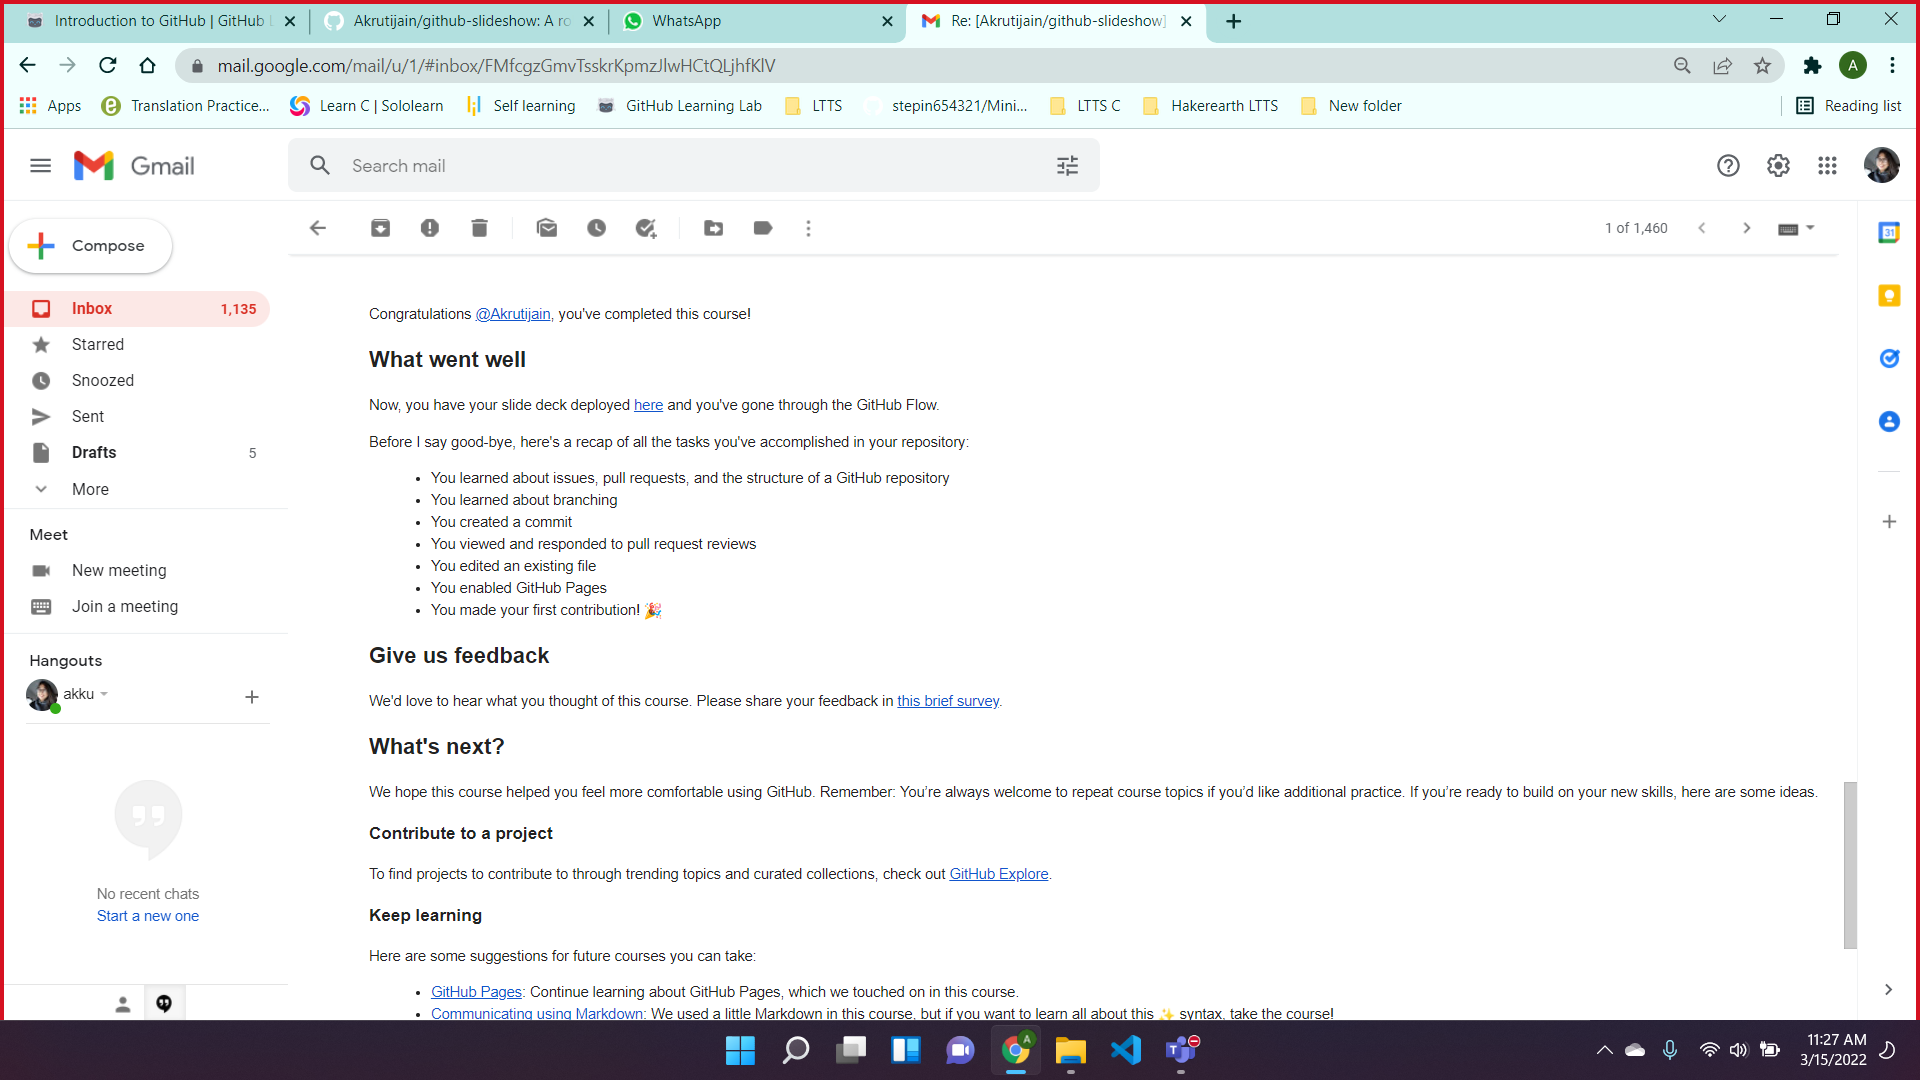 Introduction to GitHub | GitHub L
Akrutijain/github-slideshow: A ro
WhatsApp
Re: [Akrutijain/github-slideshow]
mail.google.com/mail/u/1/#inbox/FMfcgzGmvTsskrKpmzJlwHCtQLjhfKlV
A
Apps
Translation Practice...
Learn C | Sololearn
Self learning
GitHub Learning Lab
LTTS
stepin654321/Mini...
LTTS C
Hakerearth LTTS
New folder
Reading list
Gmail
Search mail
Compose
1 of 1,460
31
Inbox 1,135
Starred
Snoozed
Sent
Drafts 5
More
Meet
New meeting
Join a meeting
Hangouts
akku
No recent chats
Start a new one
Congratulations @Akrutijain, you've completed this course!
What went well
Now, you have your slide deck deployed here and you've gone through the GitHub Flow.
Before I say good-bye, here's a recap of all the tasks you've accomplished in your repository:
• You learned about issues, pull requests, and the structure of a GitHub repository
• You learned about branching
• You created a commit
• You viewed and responded to pull request reviews
• You edited an existing file
• You enabled GitHub Pages
• You made your first contribution! 🎉
Give us feedback
We'd love to hear what you thought of this course. Please share your feedback in this brief survey.
What's next?
We hope this course helped you feel more comfortable using GitHub. Remember: You’re always welcome to repeat course topics if you’d like additional practice. If you’re ready to build on your new skills, here are some ideas.
Contribute to a project
To find projects to contribute to through trending topics and curated collections, check out GitHub Explore.
Keep learning
Here are some suggestions for future courses you can take:
• GitHub Pages: Continue learning about GitHub Pages, which we touched on in this course.
• Communicating using Markdown: We used a little Markdown in this course, but if you want to learn all about this ✨ syntax, take the course!
A
T
11:27 AM
3/15/2022